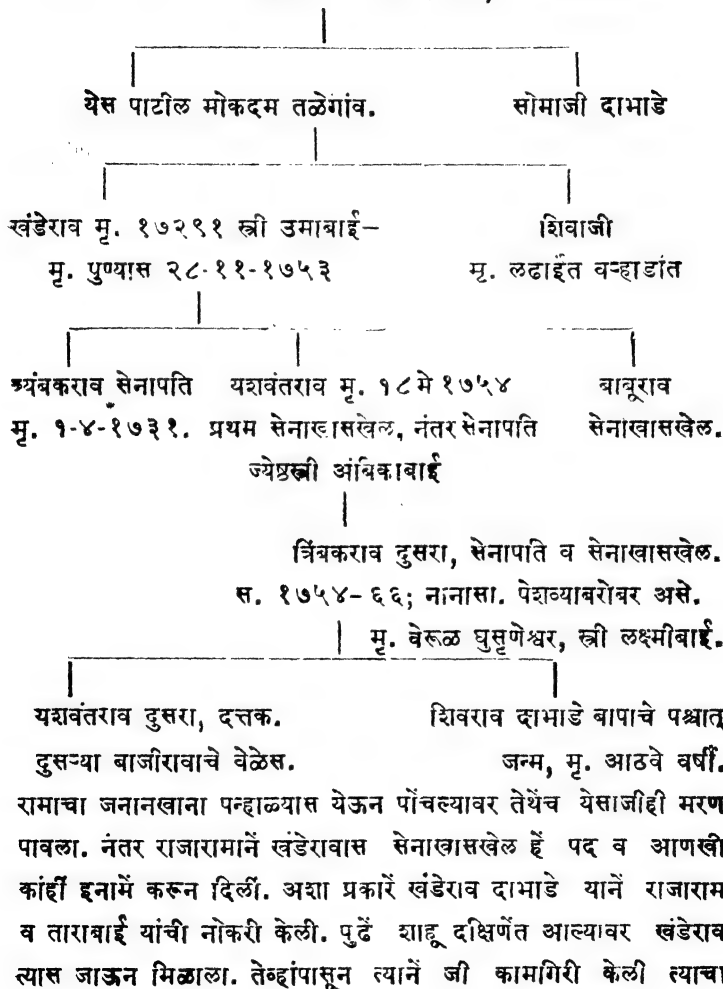 येस पाटील मोकदम तळेगांव. सोमाजी दाभाडे
खंडेराव मृ. १७२९१ स्त्री उमाबाई– शिवाजी
मृ. पुण्यास २८-११-१७५३ मृ. लढाईत वऱ्हाडांत
त्र्यंबकराव सेनापति यशवंतराव मृ. १८ मे १७५४ बाबूराव
मृ. १-४-१७३१. प्रथम सेनाखासखेल, नंतर सेनापति सेनाखासखेल.
ज्येष्ठस्त्री अंबिकाबाई
त्रिंबकराव दुसरा, सेनापति व सेनाखासखेल.
स. १७५४-६६; नानासा. पेशव्याबरोबर असे.
मृ. वेरूळ घुसृणेश्वर, स्त्री लक्ष्मीबाई.
यशवंतराव दुसरा, दत्तक. शिवराव दाभाडे बापाचे पश्चात्
दुसऱ्या बाजीरावाचे वेळेस. जन्म, मृ. आठवे वर्षी.
रामाचा जनानखाना पन्हाळ्यास येऊन पोंचल्यावर तेथेंच येसाजीही मरण
पावला. नंतर राजारामानें खंडेरावास सेनाखासखेल हें पद व आणखी
कांहीं इनामें करून दिलीं. अशा प्रकारें खंडेराव दाभाडे यानें राजाराम
व ताराबाई यांची नोकरी केली. पुढें शाहू दक्षिणेंत आल्यावर खंडेराव
त्यास जाऊन मिळाला. तेव्हांपासून त्यानें जी कामगिरी केली त्याचा